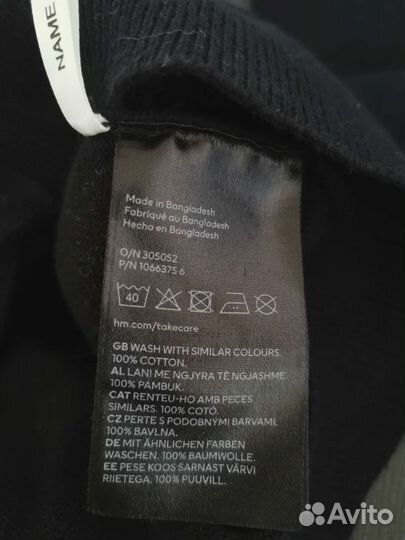 NAME
Made in Bangladesh
Fabriqué au Bangladesh
Hecho en Bangladesh
O/N 305052
P/N 1066375 6
40
hm.com/takecare
GB WASH WITH SIMILAR COLOURS.
100% COTTON.
AL LANI ME NGJYRA TË NGJASHME.
100% PAMBUK.
CAT RENTEU-HO AMB PECES
SIMILARS. 100% COTÓ.
CZ PERTE S PODOBNÝMI BARVAMI.
100% BAVLNA.
DE MIT ÄHNLICHEN FARBEN
WASCHEN. 100% BAUMWOLLE.
EE PESE KOOS SARNAST VÄRVI
RIIETEGA. 100% PUUVILL.
Avito